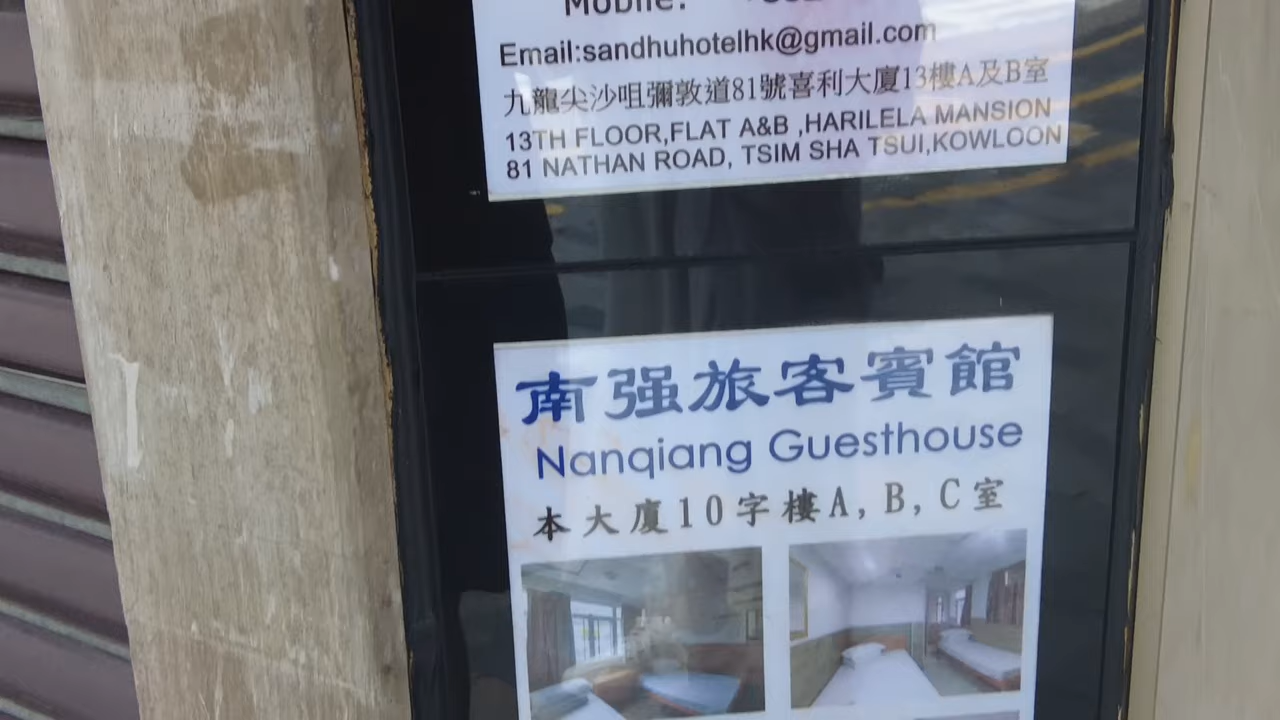 Mobile:
Email:sandhuhotelhk@gmail.com
九龍尖沙咀彌敦道81號喜利大廈13樓A及B室
13TH FLOOR,FLAT A&B ,HARILELA MANSION
81 NATHAN ROAD, TSIM SHA TSUI,KOWLOON
南强旅客賓館
Nanqiang Guesthouse
本大廈10字樓A,B,C室